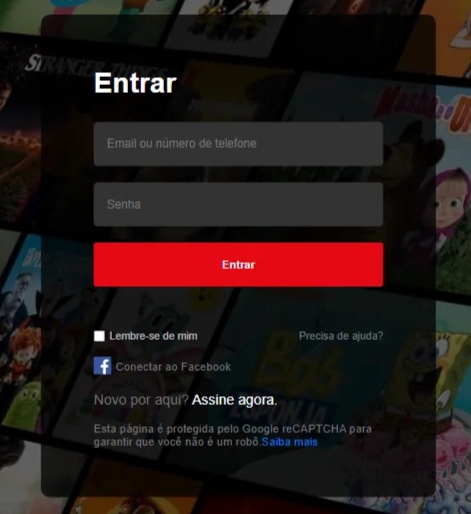 STRANGER THINGS
Entrar
Email ou número de telefone
Senha
Entrar
Lembre-se de mim
Precisa de ajuda?
Conectar ao Facebook
Novo por aqui? Assine agora.
Esta página é protegida pelo Google reCAPTCHA para
garantir que você não é um robô.Saiba mais